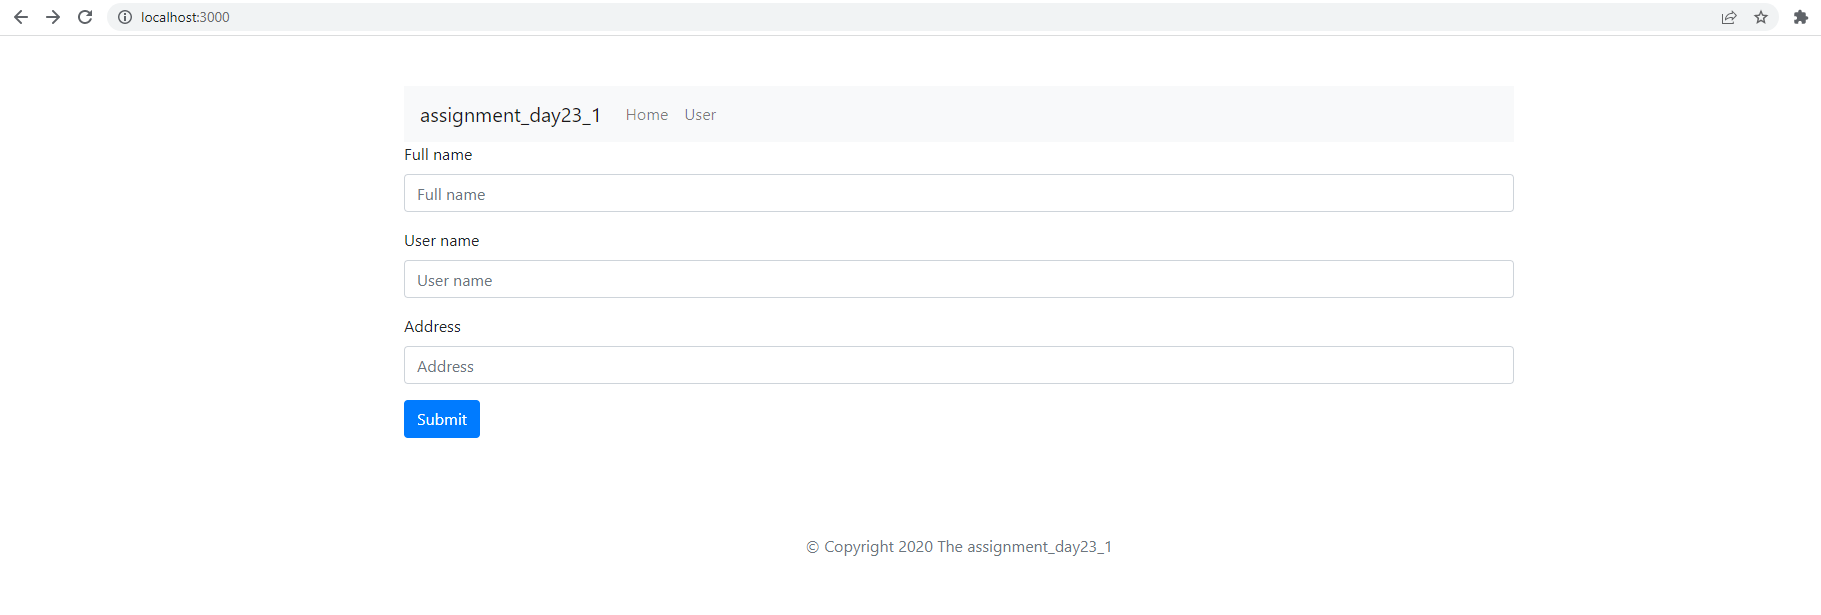 localhost:3000
assignment_day23_1 Home User
Full name
Full name
User name
User name
Address
Address
Submit
© Copyright 2020 The assignment_day23_1